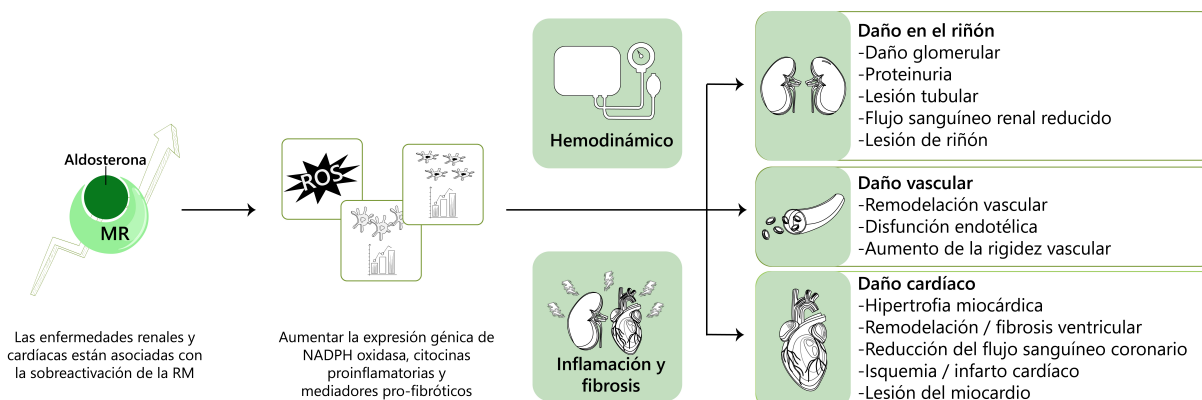 Aldosterona
MR
Las enfermedades renales y
cardíacas están asociadas con
la sobreactivación de la RM
ROS
Aumentar la expresión génica de
NADPH oxidasa, citocinas
proinflamatorias y
mediadores pro-fibróticos
Hemodinámico
Inflamación y
fibrosis
Daño en el riñón
-Daño glomerular
-Proteinuria
-Lesión tubular
-Flujo sanguíneo renal reducido
-Lesión de riñón
Daño vascular
-Remodelación vascular
-Disfunción endotélica
-Aumento de la rigidez vascular
Daño cardíaco
-Hipertrofia miocárdica
-Remodelación / fibrosis ventricular
-Reducción del flujo sanguíneo coronario
-Isquemia / infarto cardíaco
-Lesión del miocardio